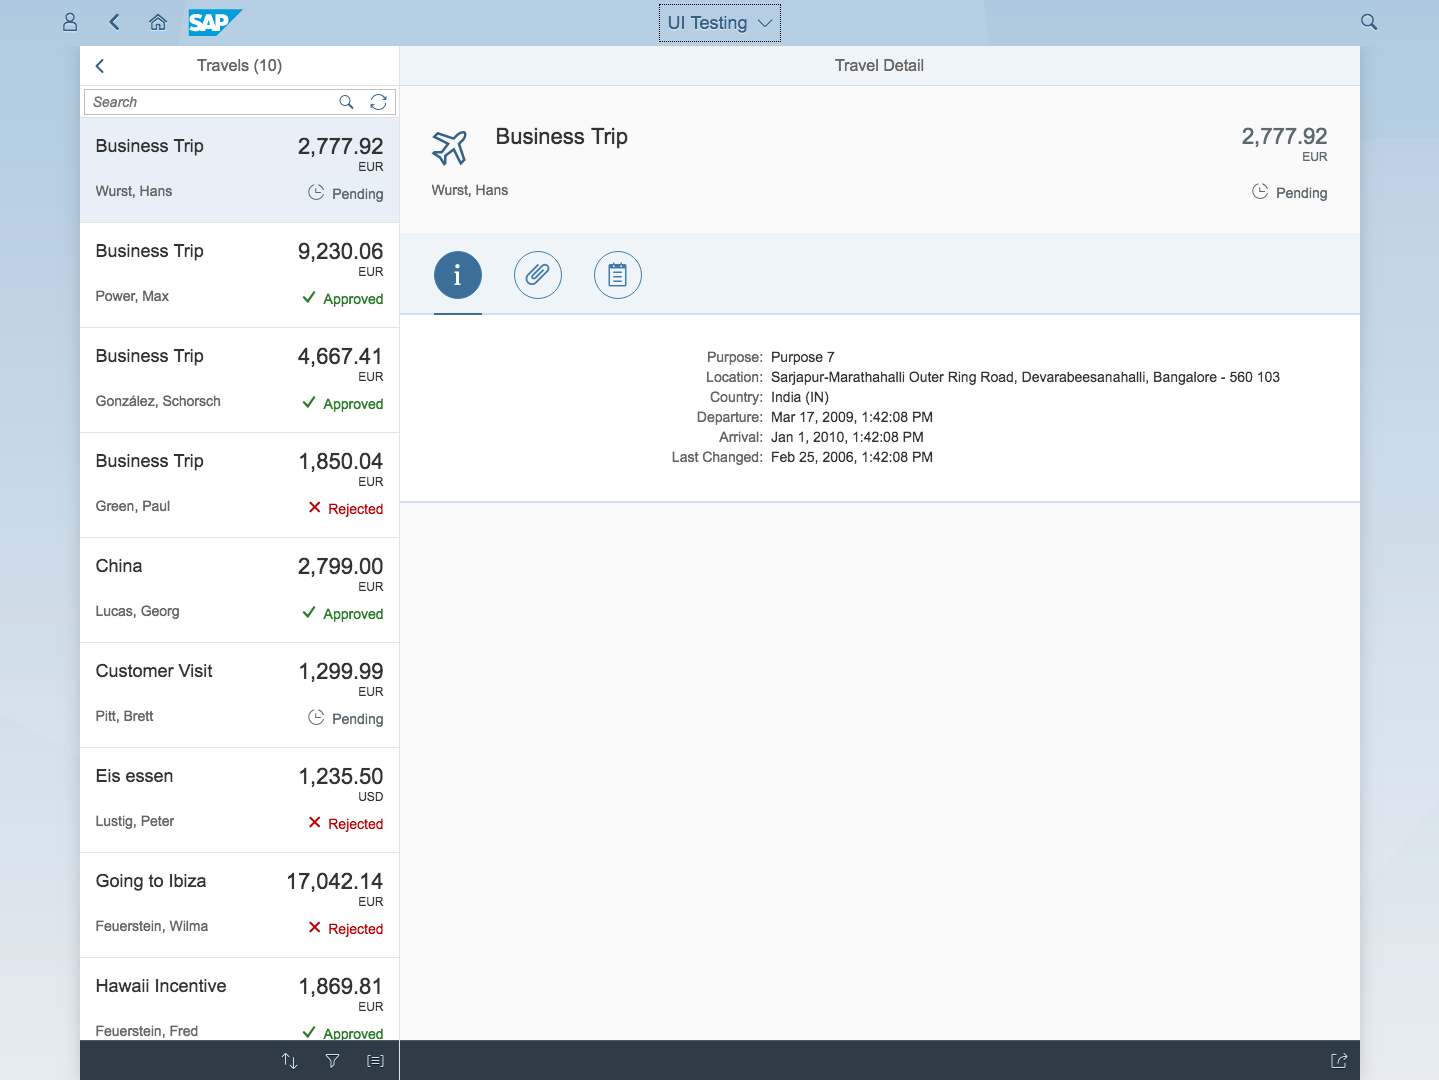 SAP
UI Testing
Travels (10)
Travel Detail
Search
Business Trip
2,777.92
EUR
Wurst, Hans
Pending
Business Trip
9,230.06
EUR
Power, Max
Approved
Business Trip
4,667.41
EUR
González, Schorsch
Approved
Business Trip
1,850.04
EUR
Green, Paul
Rejected
China
2,799.00
EUR
Lucas, Georg
Approved
Customer Visit
1,299.99
EUR
Pitt, Brett
Pending
Eis essen
1,235.50
USD
Lustig, Peter
Rejected
Going to Ibiza
17,042.14
EUR
Feuerstein, Wilma
Rejected
Hawaii Incentive
1,869.81
EUR
Feuerstein, Fred
Approved
Business Trip
2,777.92
EUR
Wurst, Hans
Pending
Purpose: Purpose 7
Location: Sarjapur-Marathahalli Outer Ring Road, Devarabeesanahalli, Bangalore - 560 103
Country: India (IN)
Departure: Mar 17, 2009, 1:42:08 PM
Arrival: Jan 1, 2010, 1:42:08 PM
Last Changed: Feb 25, 2006, 1:42:08 PM